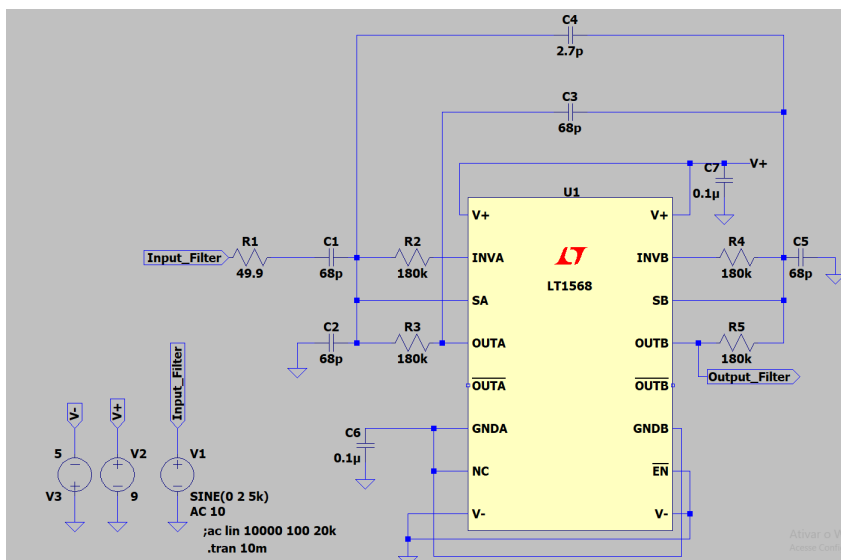 C4
2.7p
C3
68p
C7
V+
0.1µ
U1
V+
V+
Input_Filter
R1
49.9
C1
68p
R2
180k
INVA
INVB
R4
180k
C5
68p
LT
LT1568
SA
SB
C2
68p
R3
180k
OUTA
OUTB
R5
180k
Output_Filter
OUTA
OUTB
C6
0.1µ
GNDA
GNDB
NC
EN
V-
V-
V-
V+
Input_Filter
5
V3
V2
9
V1
SINE(0 2 5k)
AC 10
;ac lin 10000 100 20k
.tran 10m
Ativar o W